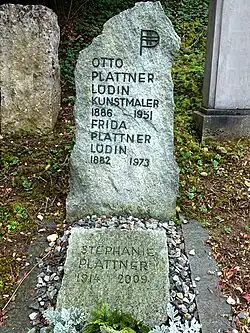 OTTO
PLATTNER
LÜDIN
KUNSTMALER
1886 - 1951
FRIDA
PLATTNER
LÜDIN
1882 1973
STEPHANIE
PLATTNER
1914 2009